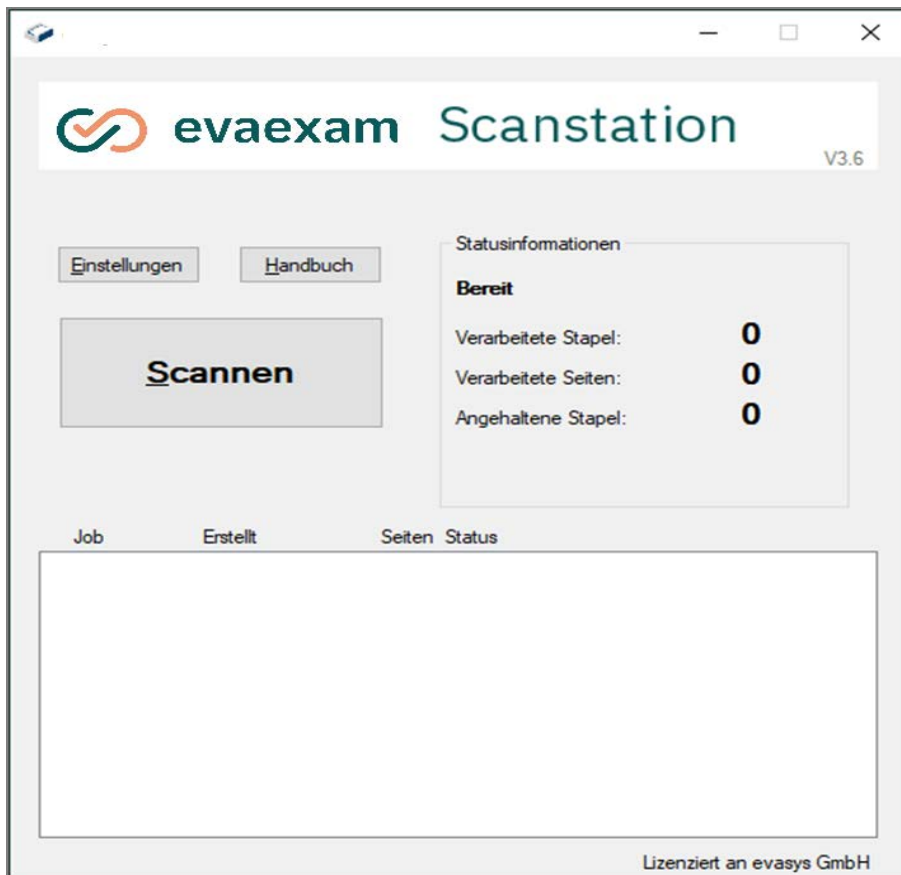 evaexam Scanstation
V3.6
Einstellungen
Handbuch
Scannen
Statusinformationen
Bereit
Verarbeitete Stapel: 0
Verarbeitete Seiten: 0
Angehaltene Stapel: 0
Job Erstellt Seiten Status
Lizenziert an evasys GmbH